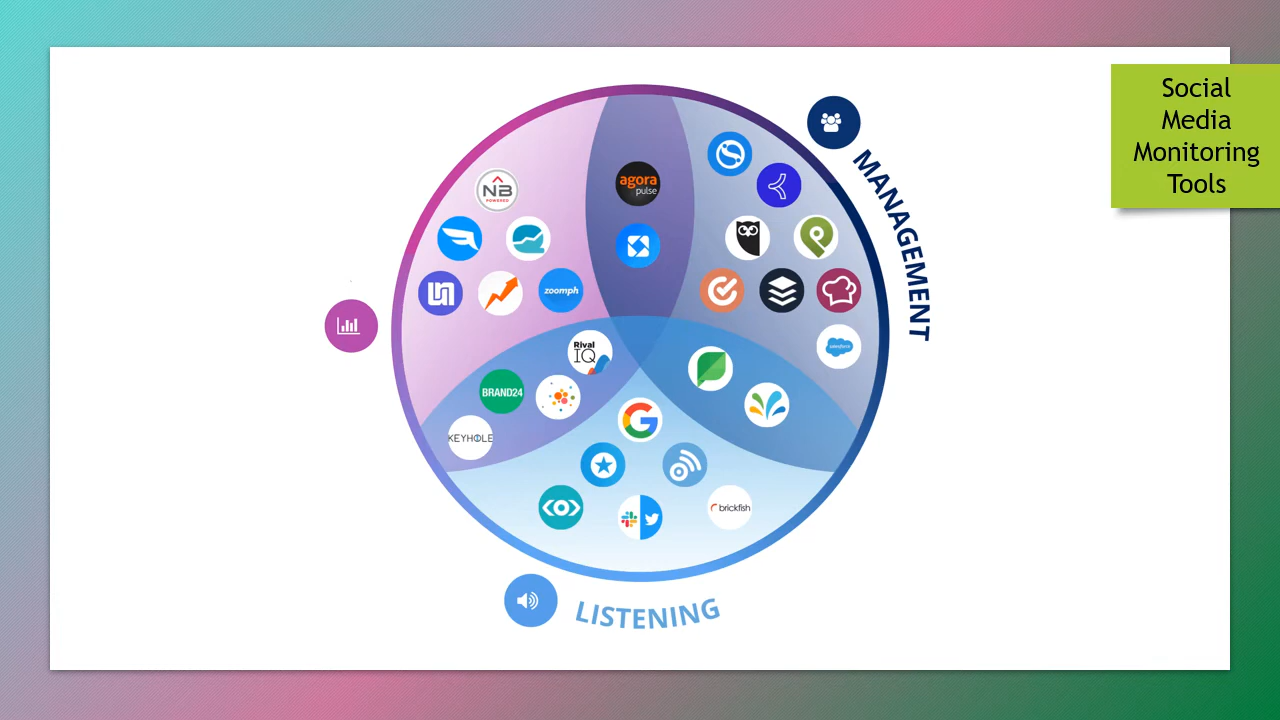 Social
Media
Monitoring
Tools
MANAGEMENT
NB
POWERED
agora
pulse
zoomph
salesforce
Rival
IQ
BRAND24
KEYHOLE
brickfish
LISTENING